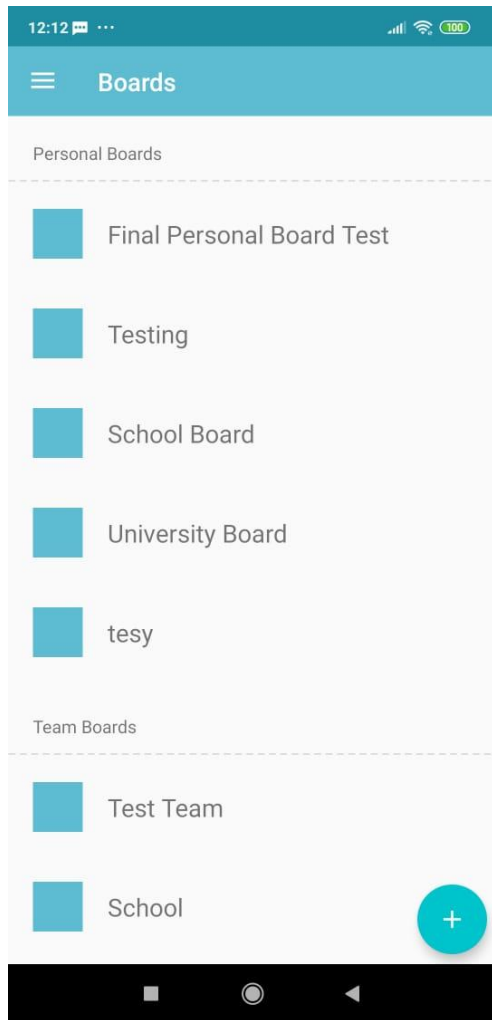 12:12 ... 100
Boards
Personal Boards
Final Personal Board Test
Testing
School Board
University Board
tesy
Team Boards
Test Team
School
+